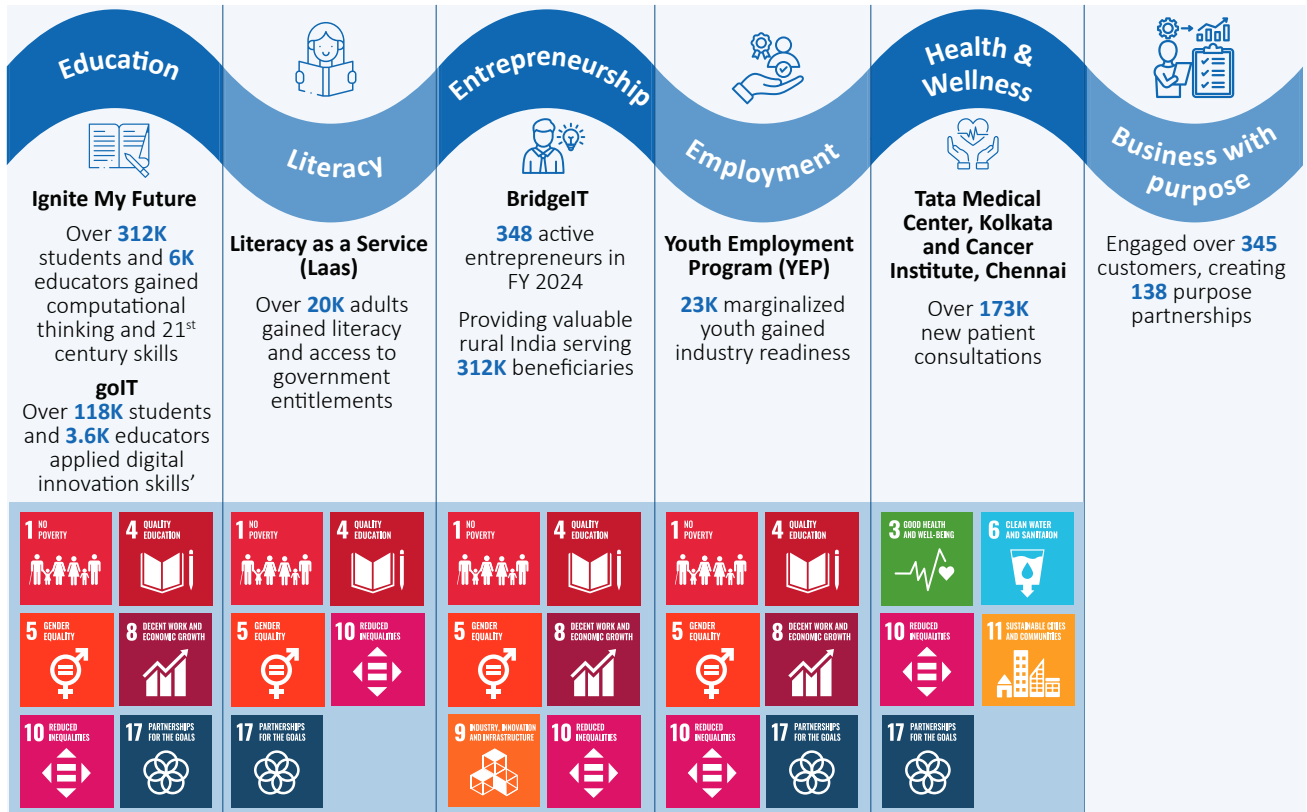 Education
Ignite My Future
Over 312K
students and 6K
educators gained
computational
thinking and 21st
century skills
goIT
Over 118K students
and 3.6K educators
applied digital
innovation skills’
1 NO
POVERTY
4 QUALITY
EDUCATION
5 GENDER
EQUALITY
8 DECENT WORK AND
ECONOMIC GROWTH
10 REDUCED
INEQUALITIES
17 PARTNERSHIPS
FOR THE GOALS
Literacy
Literacy as a Service
(Laas)
Over 20K adults
gained literacy
and access to
government
entitlements
1 NO
POVERTY
4 QUALITY
EDUCATION
5 GENDER
EQUALITY
10 REDUCED
INEQUALITIES
17 PARTNERSHIPS
FOR THE GOALS
Entrepreneurship
BridgeIT
348 active
entrepreneurs in
FY 2024
Providing valuable
rural India serving
312K beneficiaries
1 NO
POVERTY
4 QUALITY
EDUCATION
5 GENDER
EQUALITY
8 DECENT WORK AND
ECONOMIC GROWTH
9 INDUSTRY, INNOVATION
AND INFRASTRUCTURE
10 REDUCED
INEQUALITIES
Employment
Youth Employment
Program (YEP)
23K marginalized
youth gained
industry readiness
1 NO
POVERTY
4 QUALITY
EDUCATION
5 GENDER
EQUALITY
8 DECENT WORK AND
ECONOMIC GROWTH
10 REDUCED
INEQUALITIES
17 PARTNERSHIPS
FOR THE GOALS
Health &
Wellness
Tata Medical
Center, Kolkata
and Cancer
Institute, Chennai
Over 173K
new patient
consultations
3 GOOD HEALTH
AND WELL-BEING
6 CLEAN WATER
AND SANITAION
10 REDUCED
INEQUALITIES
11 SUSTAINABLE CITIES
AND COMMUNITIES
17 PARTNERSHIPS
FOR THE GOALS
Business with
purpose
Engaged over 345
customers, creating
138 purpose
partnerships